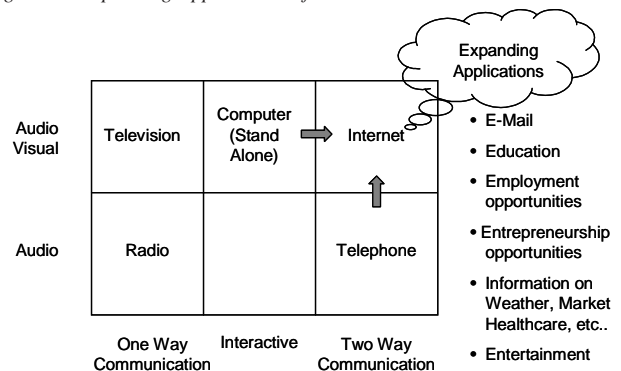 Expanding
Applications
Audio
Visual
Television
Computer
(Stand
Alone)
Internet
Audio
Radio
Telephone
One Way
Communication
Interactive
Two Way
Communication
• E-Mail
• Education
• Employment
opportunities
• Entrepreneurship
opportunities
• Information on
Weather, Market
Healthcare, etc..
• Entertainment